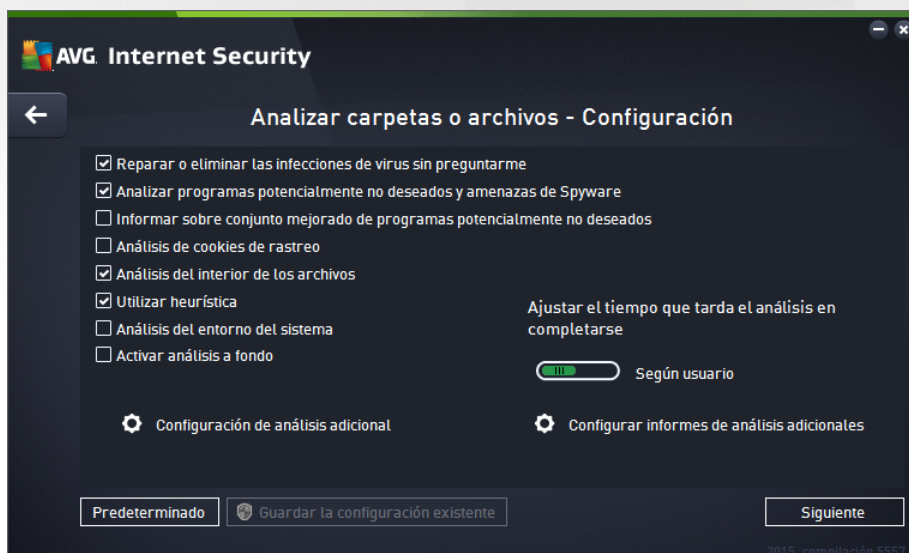 AVG. Internet Security
Analizar carpetas o archivos - Configuración
Reparar o eliminar las infecciones de virus sin preguntarme
Analizar programas potencialmente no deseados y amenazas de Spyware
Informar sobre conjunto mejorado de programas potencialmente no deseados
Análisis de cookies de rastreo
Análisis del interior de los archivos
Utilizar heurística
Análisis del entorno del sistema
Activar análisis a fondo
Ajustar el tiempo que tarda el análisis en
completarse
Según usuario
Configuración de análisis adicional
Configurar informes de análisis adicionales
Predeterminado
Guardar la configuración existente
Siguiente
2015, compilación 5557